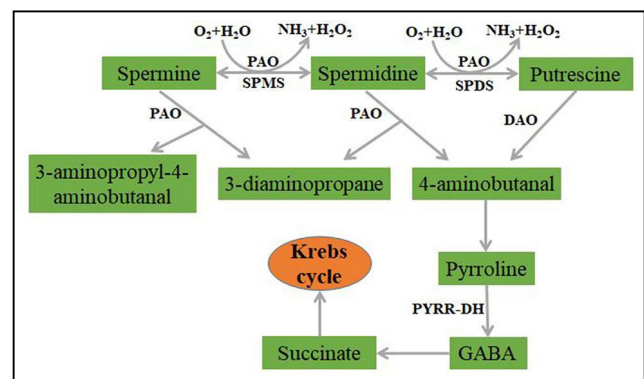 O₂+H₂O NH₃+H₂O₂ O₂+H₂O NH₃+H₂O₂
PAO PAO
Spermine Spermidine Putrescine
SPMS SPDS
PAO PAO DAO
3-aminopropyl-4-
aminobutanal
3-diaminopropane 4-aminobutanal
Krebs
cycle
Pyrroline
PYRR-DH
Succinate GABA